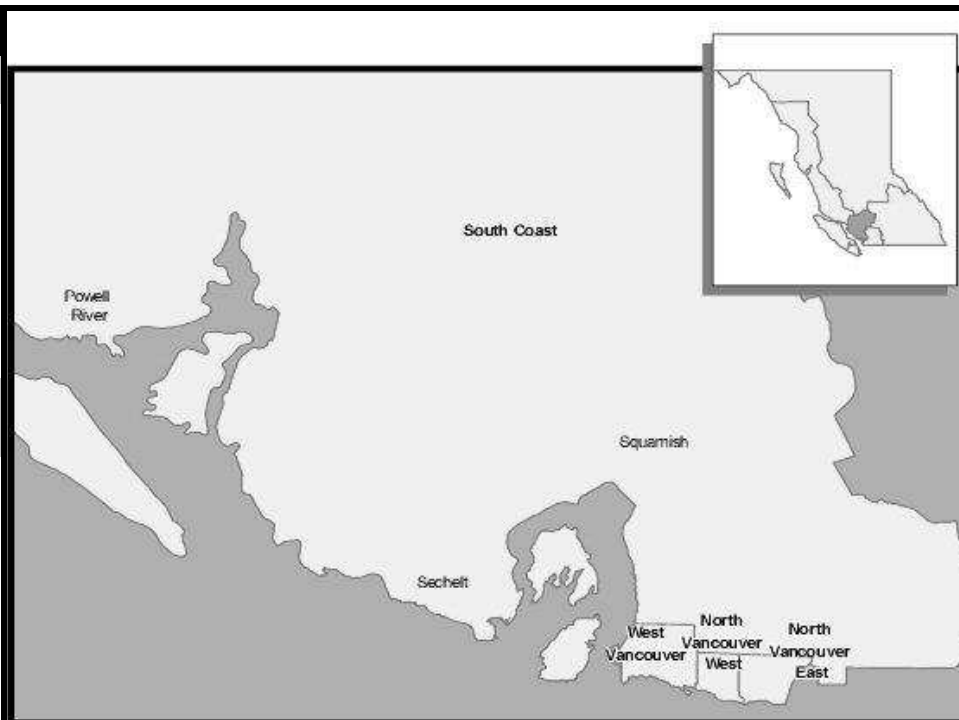 South Coast
Powell
River
Squamish
Sechelt
West
Vancouver
North
Vancouver
West
North
Vancouver
East